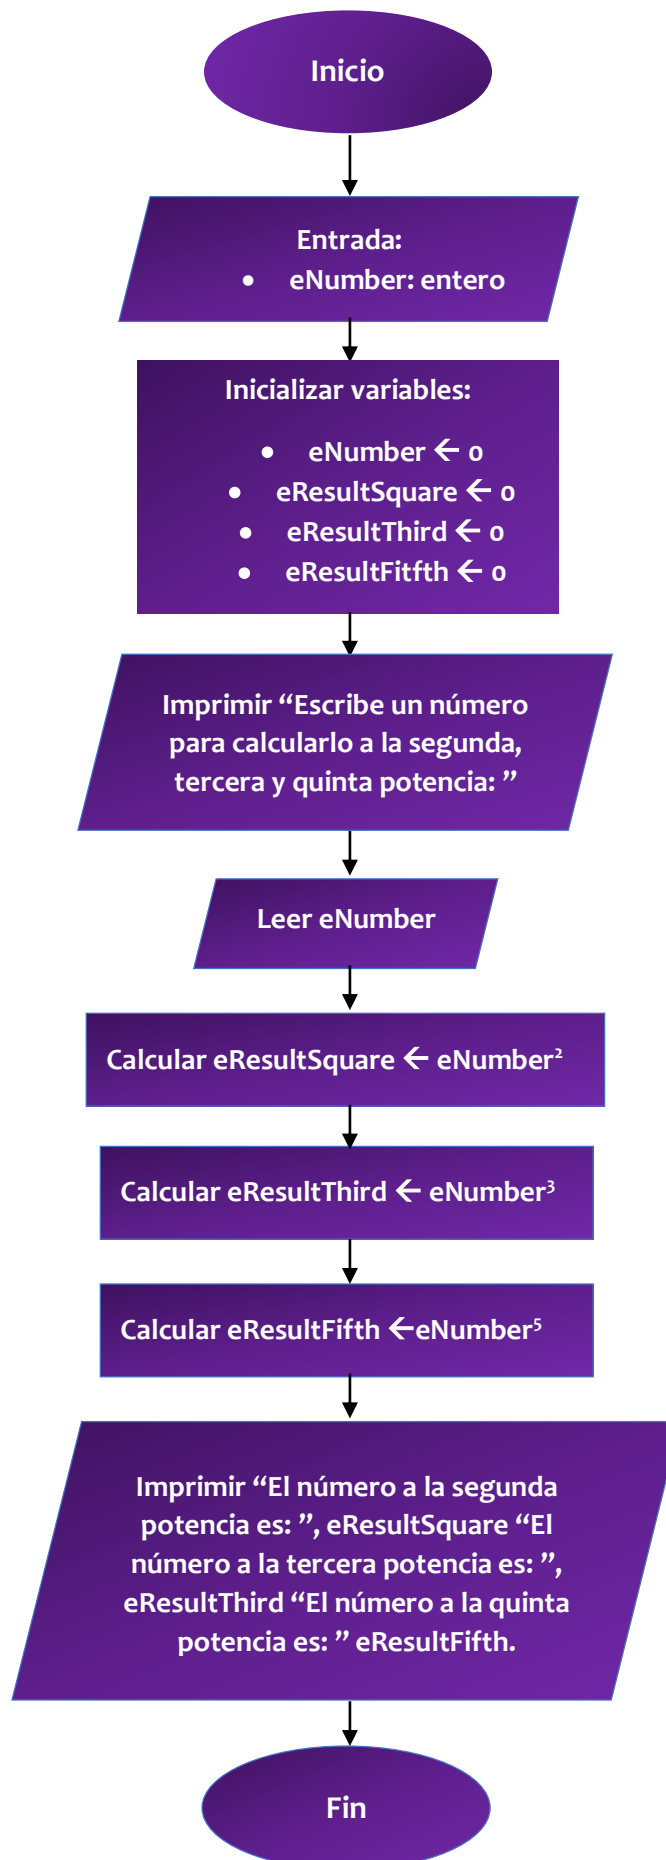 Inicio
Entrada:
• eNumber: entero
Inicializar variables:
• eNumber ← 0
• eResultSquare ← 0
• eResultThird ← 0
• eResultFitfth ← 0
Imprimir “Escribe un número
para calcularlo a la segunda,
tercera y quinta potencia: ”
Leer eNumber
Calcular eResultSquare ← eNumber²
Calcular eResultThird ← eNumber³
Calcular eResultFifth ←eNumber⁵
Imprimir “El número a la segunda
potencia es: ”, eResultSquare “El
número a la tercera potencia es: ”,
eResultThird “El número a la quinta
potencia es: ” eResultFifth.
Fin